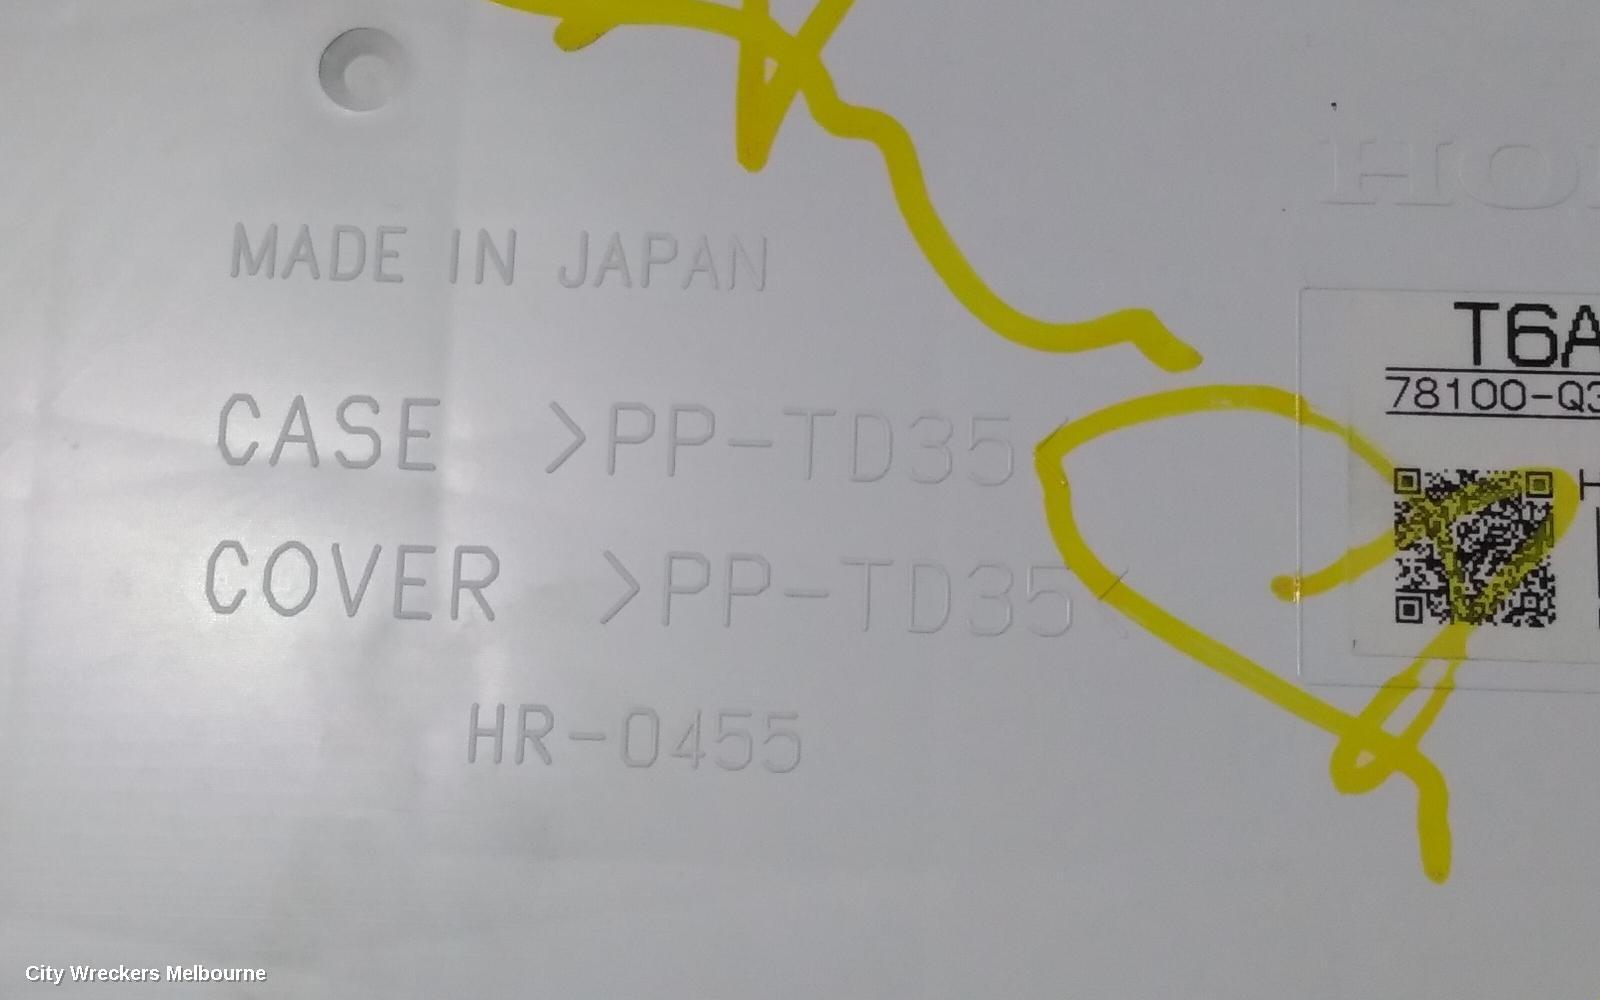 MADE IN JAPAN
CASE >PP-TD35<
COVER >PP-TD35<
HR-0455
T6A
78100-Q3
City Wreckers Melbourne